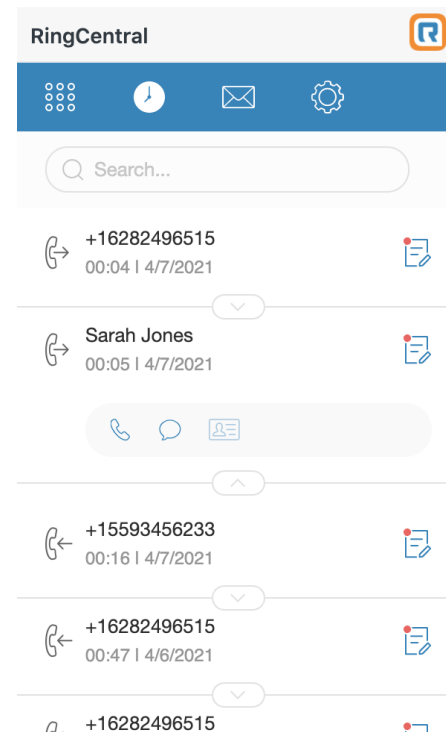 RingCentral
R
Search...
+16282496515
00:04 | 4/7/2021
Sarah Jones
00:05 | 4/7/2021
+15593456233
00:16 | 4/7/2021
+16282496515
00:47 | 4/6/2021
+16282496515